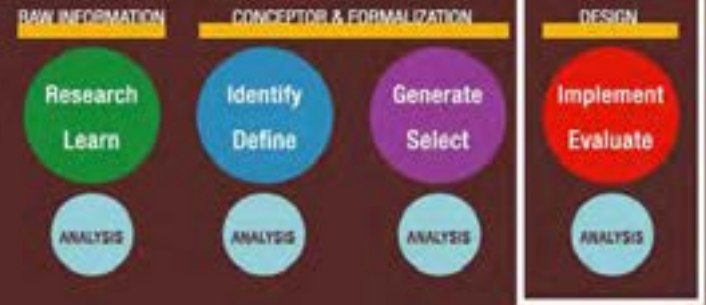 RAW INFORMATION
CONCEPTOR & FORMALIZATION
DESIGN
Research
Learn
Identify
Define
Generate
Select
Implement
Evaluate
ANALYSIS
ANALYSIS
ANALYSIS
ANALYSIS